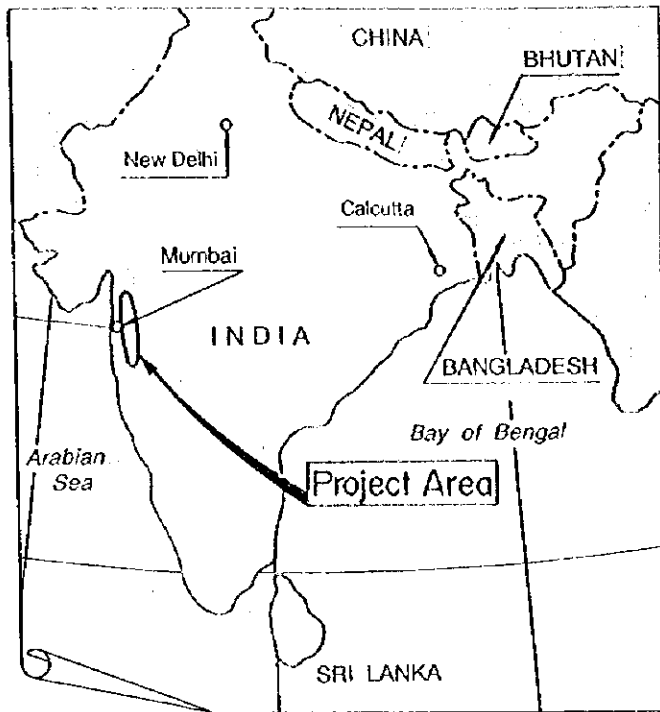 CHINA
BHUTAN
NEPAL
New Delhi
Calcutta
Mumbai
INDIA
BANGLADESH
Bay of Bengal
Arabian
Sea
Project Area
SRI LANKA